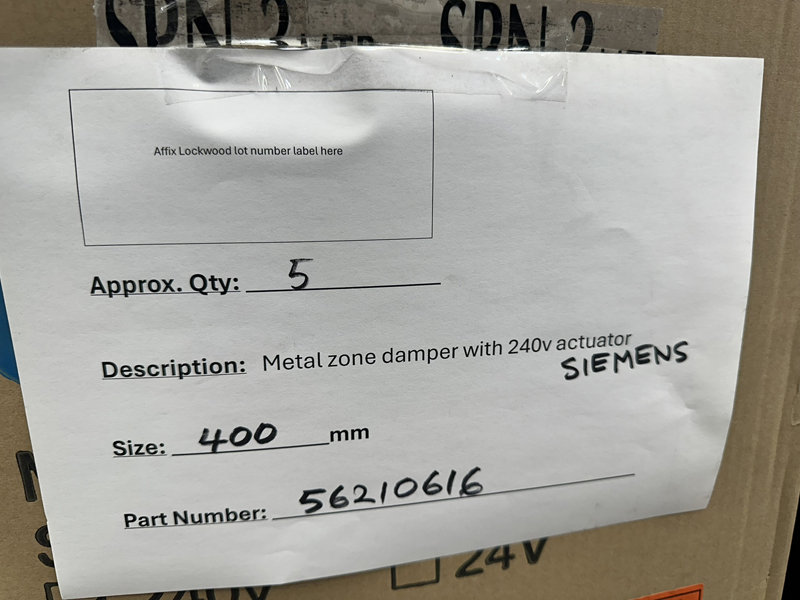 Affix Lockwood lot number label here
Approx. Qty: 5
Description: Metal zone damper with 240v actuator
SIEMENS
Size: 400 mm
Part Number: 56210616
24V